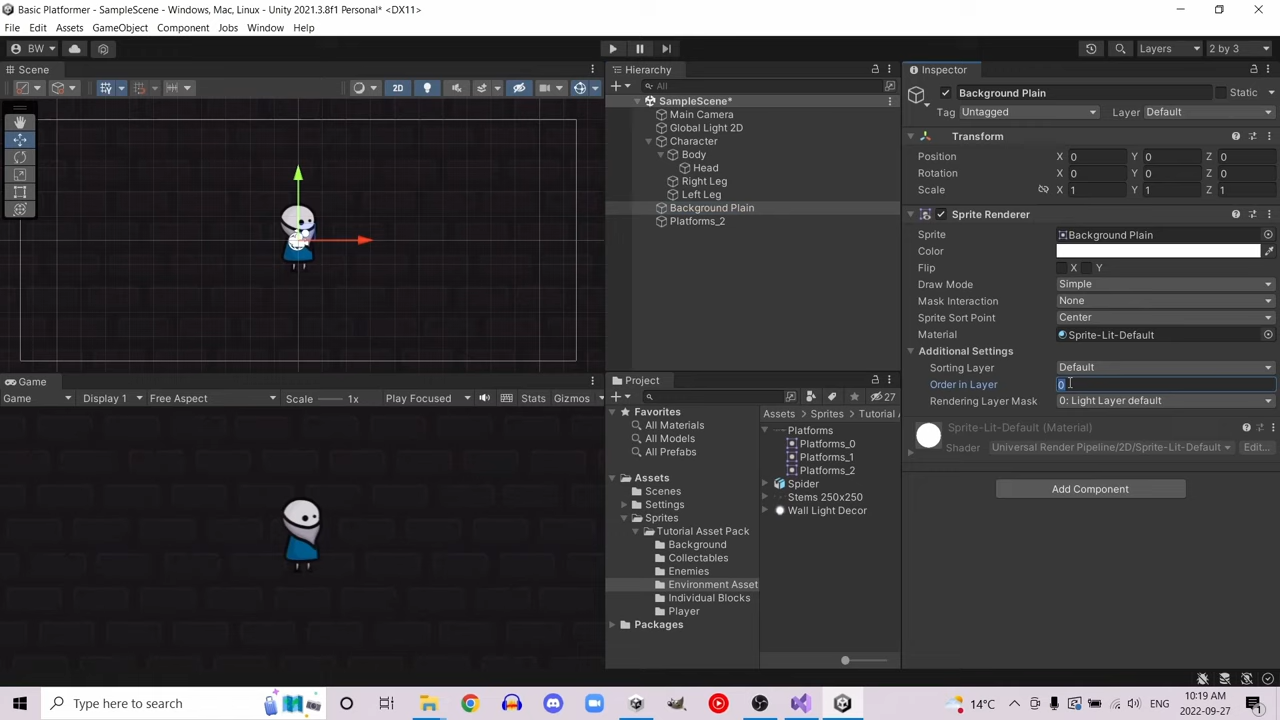 Basic Platformer - SampleScene - Windows, Mac, Linux - Unity 2021.3.8f1 Personal* <DX11>
File Edit Assets GameObject Component Jobs Window Help
BW Layers 2 by 3
Scene
2D
Game
Game Display 1 Free Aspect Scale 1x Play Focused Stats Gizmos
Hierarchy
All
SampleScene*
Main Camera
Global Light 2D
Character
Body
Head
Right Leg
Left Leg
Background Plain
Platforms_2
Project
27
Favorites
All Materials
All Models
All Prefabs
Assets
Scenes
Settings
Sprites
Tutorial Asset Pack
Background
Collectables
Enemies
Environment Asset
Individual Blocks
Player
Packages
Assets Sprites Tutorial A
Platforms
Platforms_0
Platforms_1
Platforms_2
Spider
Stems 250x250
Wall Light Decor
Inspector
Background Plain Static
Tag Untagged Layer Default
Transform
Position X 0 Y 0 Z 0
Rotation X 0 Y 0 Z 0
Scale X 1 Y 1 Z 1
Sprite Renderer
Sprite Background Plain
Color
Flip X Y
Draw Mode Simple
Mask Interaction None
Sprite Sort Point Center
Material Sprite-Lit-Default
Additional Settings
Sorting Layer Default
Order in Layer 0
Rendering Layer Mask 0: Light Layer default
Sprite-Lit-Default (Material)
Shader Universal Render Pipeline/2D/Sprite-Lit-Default Edit...
Add Component
Type here to search
14°C ENG 10:19 AM
2022-09-27
1